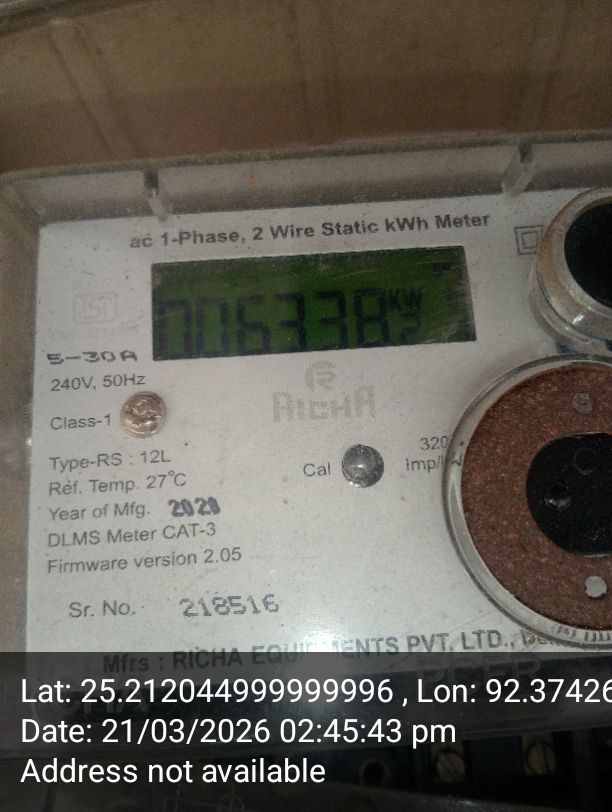 ac 1-Phase, 2 Wire Static kWh Meter
006338 KW
5-30A
240V, 50Hz
RICHA
Class-1
320
Cal Imp/
Type-RS : 12L
Ref. Temp. 27°C
Year of Mfg. 2020
DLMS Meter CAT-3
Firmware version 2.05
Sr. No. 218516
Mfrs : RICHA EQUIPMENTS PVT. LTD.,
Lat: 25.212044999999996 , Lon: 92.37426
Date: 21/03/2026 02:45:43 pm
Address not available